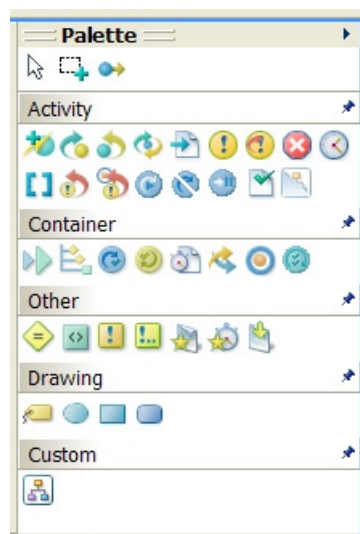 Palette
Activity
Container
Other
Drawing
Custom